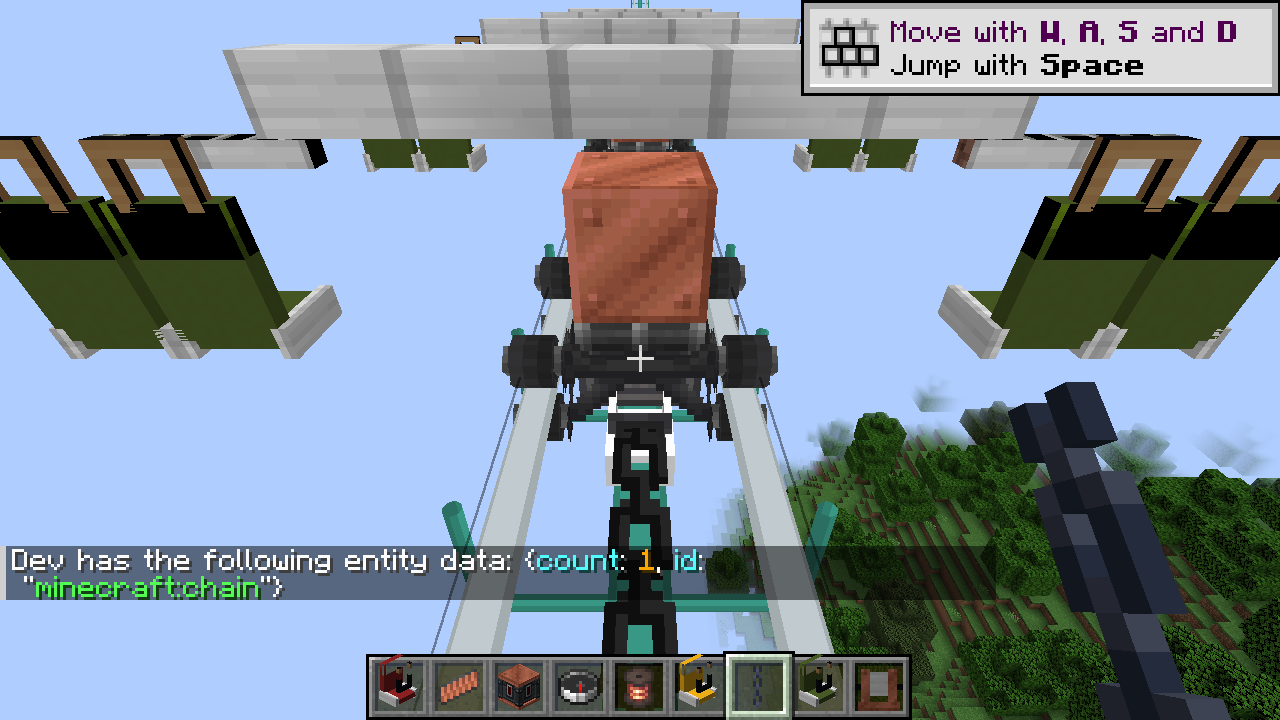 Move with W, A, S and D
Jump with Space
Dev has the following entity data: {count: 1, id:
"minecraft:chain"}